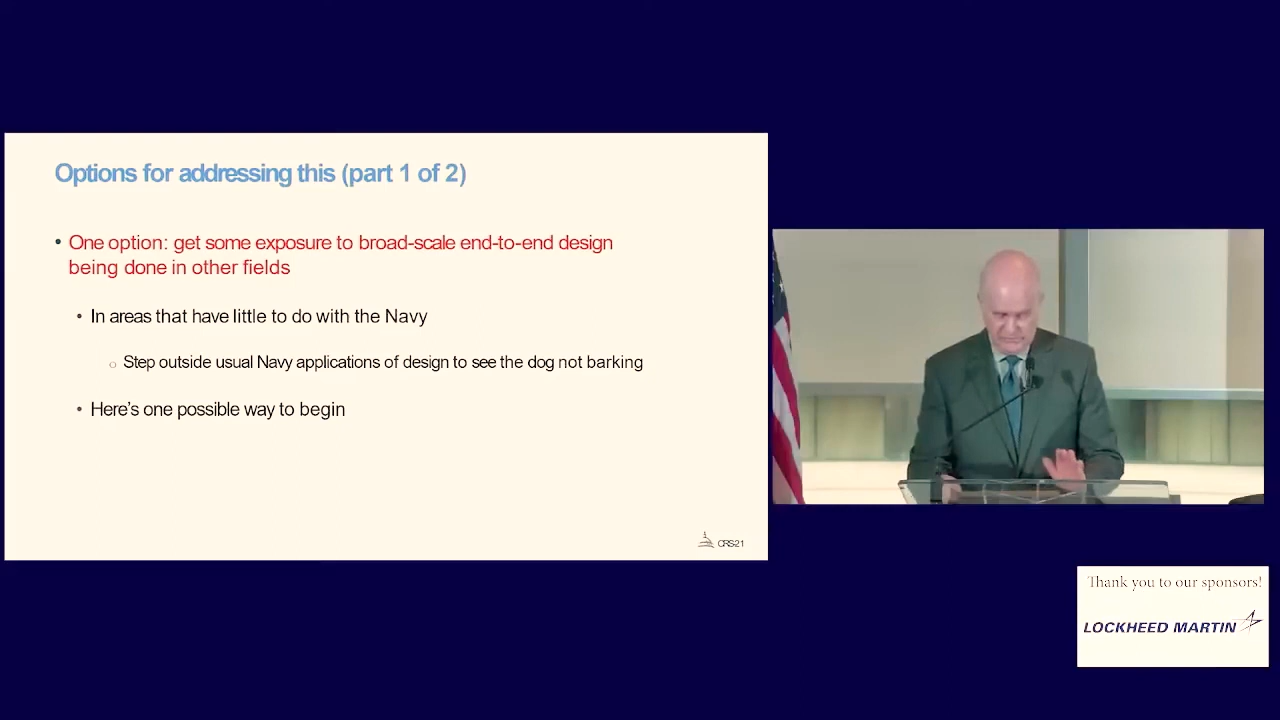 Options for addressing this (part 1 of 2)
• One option: get some exposure to broad-scale end-to-end design
being done in other fields
• In areas that have little to do with the Navy
○ Step outside usual Navy applications of design to see the dog not barking
• Here's one possible way to begin
CRS-21
Thank you to our sponsors!
LOCKHEED MARTIN